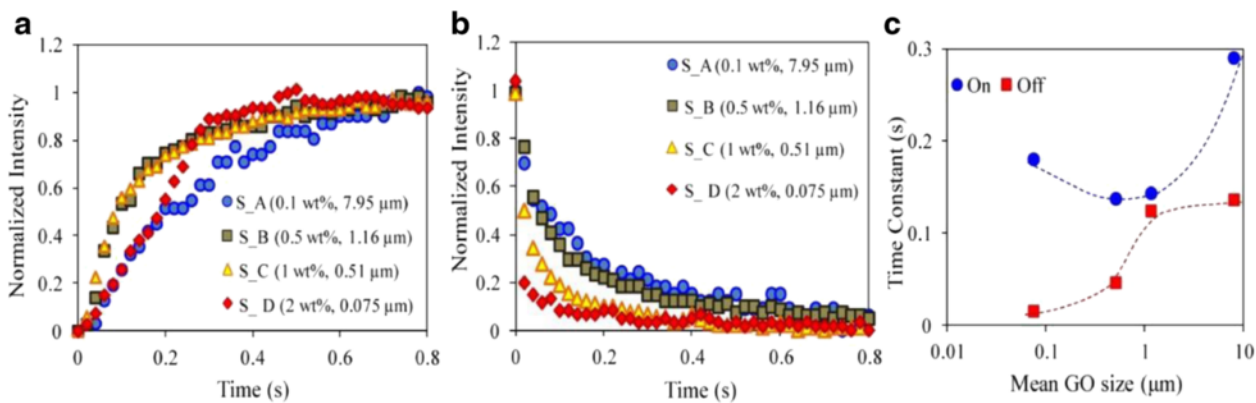 a
1.2
1
0.8
0.6
0.4
0.2
0
Normalized Intensity
S_A (0.1 wt%, 7.95 µm)
S_B (0.5 wt%, 1.16 µm)
S_C (1 wt%, 0.51 µm)
S_D (2 wt%, 0.075 µm)
0 0.2 0.4 0.6 0.8
Time (s)
b
1.2
1
0.8
0.6
0.4
0.2
0
Normalized Intensity
S_A (0.1 wt%, 7.95 µm)
S_B (0.5 wt%, 1.16 µm)
S_C (1 wt%, 0.51 µm)
S_D (2 wt%, 0.075 µm)
0 0.2 0.4 0.6 0.8
Time (s)
c
0.3
0.2
0.1
0
Time Constant (s)
On Off
0.01 0.1 1 10
Mean GO size (µm)